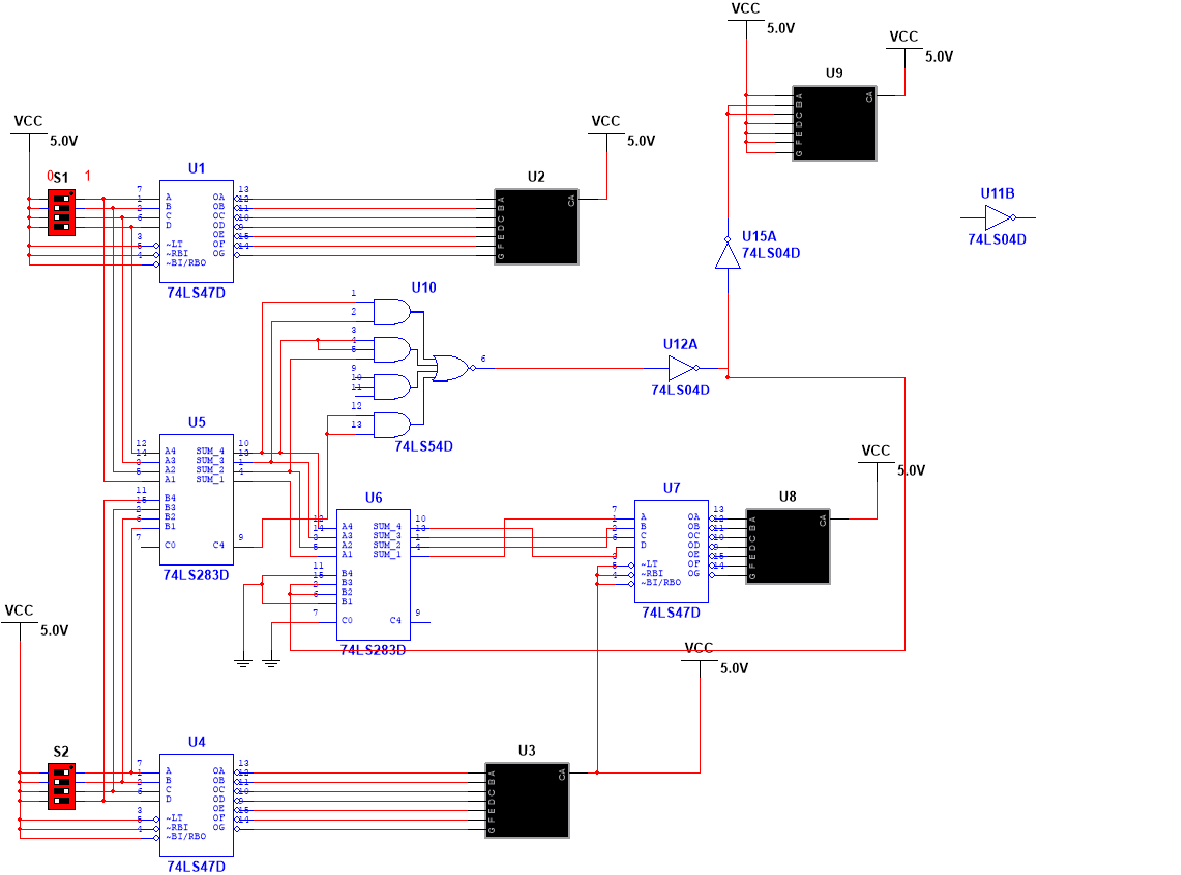 VCC
5.0V
VCC
5.0V
U9
A
B
C
D
E
F
G
CA
VCC
5.0V
VCC
5.0V
0
S1
1
U1
U2
A
B
C
D
E
F
G
CA
U11B
74LS04D
7 A OA 13
1 B OB 12
2 C OC 11
6 D OD 10
OE 9
3 ~LT OF 15
5 ~RBI OG 14
4 ~BI/RBO
74LS47D
U15A
74LS04D
U10
1
2
3
4
5
9
10
11
12
13
6
74LS54D
U12A
74LS04D
U5
12 A4 SUM_4 10
14 A3 SUM_3 13
3 A2 SUM_2 1
5 A1 SUM_1 4
11 B4
15 B3
2 B2
6 B1
7 C0 C4 9
74LS283D
VCC
5.0V
U6
12 A4 SUM_4 10
14 A3 SUM_3 13
3 A2 SUM_2 1
5 A1 SUM_1 4
11 B4
15 B3
2 B2
6 B1
7 C0 C4 9
74LS283D
U7
7 A OA 13
1 B OB 12
2 C OC 11
6 D OD 10
OE 9
3 ~LT OF 15
5 ~RBI OG 14
4 ~BI/RBO
74LS47D
U8
A
B
C
D
E
F
G
CA
VCC
5.0V
VCC
5.0V
S2
U4
7 A OA 13
1 B OB 12
2 C OC 11
6 D OD 10
OE 9
3 ~LT OF 15
5 ~RBI OG 14
4 ~BI/RBO
74LS47D
U3
A
B
C
D
E
F
G
CA